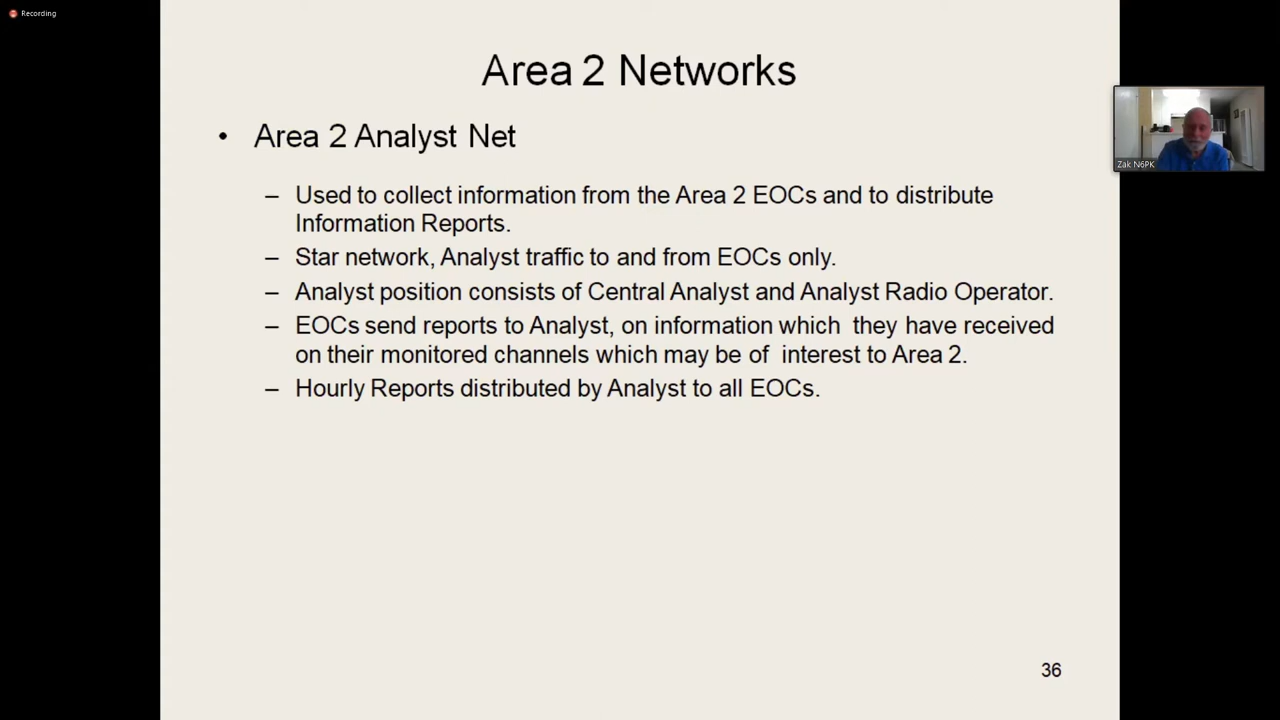 Recording
Area 2 Networks
• Area 2 Analyst Net
– Used to collect information from the Area 2 EOCs and to distribute
Information Reports.
– Star network, Analyst traffic to and from EOCs only.
– Analyst position consists of Central Analyst and Analyst Radio Operator.
– EOCs send reports to Analyst, on information which they have received
on their monitored channels which may be of interest to Area 2.
– Hourly Reports distributed by Analyst to all EOCs.
Zak N6PK
36